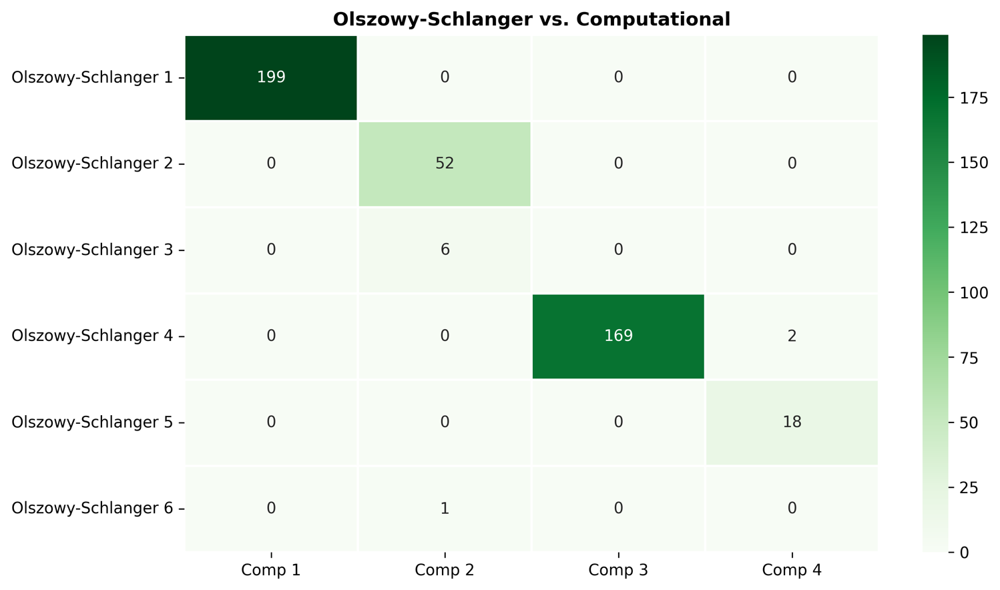 Olszowy-Schlanger vs. Computational
Olszowy-Schlanger 1 199 0 0 0
175
Olszowy-Schlanger 2 0 52 0 0
150
125
Olszowy-Schlanger 3 0 6 0 0
100
Olszowy-Schlanger 4 0 0 169 2
75
Olszowy-Schlanger 5 0 0 0 18
50
25
Olszowy-Schlanger 6 0 1 0 0
0
Comp 1 Comp 2 Comp 3 Comp 4